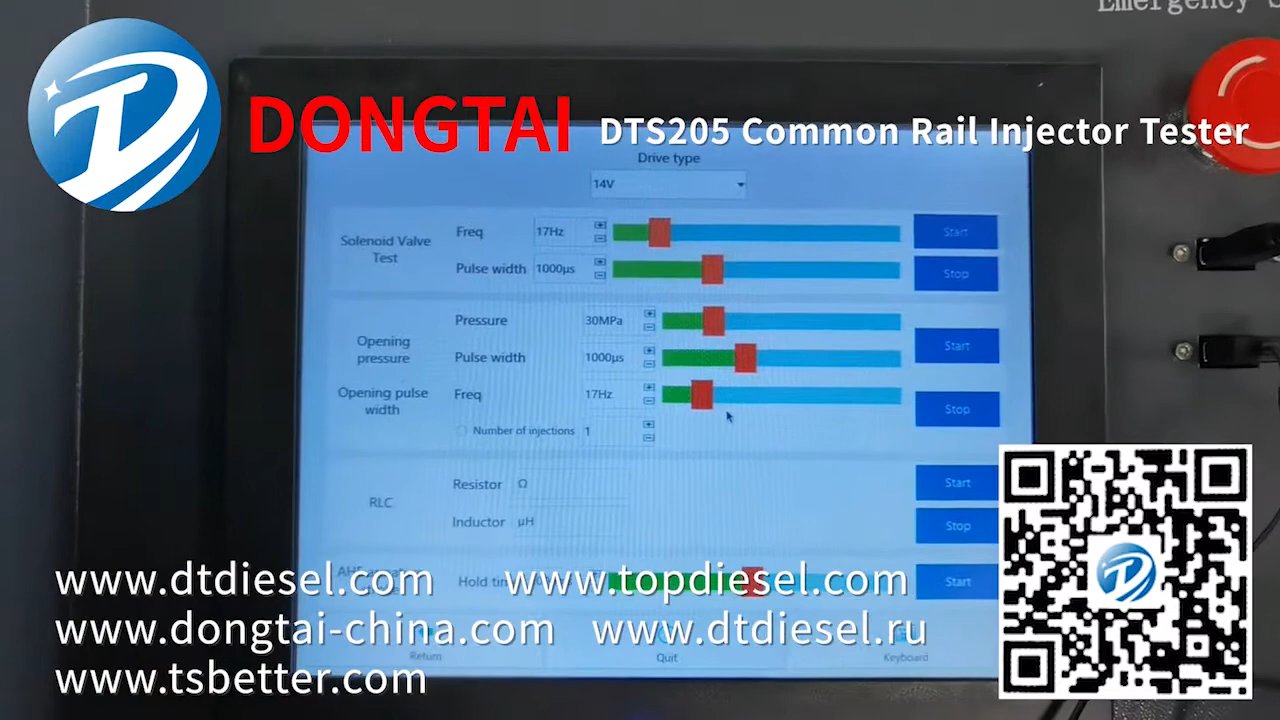 Emergency S
DONGTAI
DTS205 Common Rail Injector Tester
Drive type
14V
Solenoid Valve
Test
Freq 17Hz Start
Pulse width 1000µs Stop
Opening
pressure
Opening pulse
width
Pressure 30MPa
Pulse width 1000µs Start
Freq 17Hz Stop
Number of injections 1
RLC
Resistor Ω Start
Inductor µH Stop
Hold Start
www.dtdiesel.com www.topdiesel.com
www.dongtai-china.com www.dtdiesel.ru
www.tsbetter.com
Return Quit Keyboard